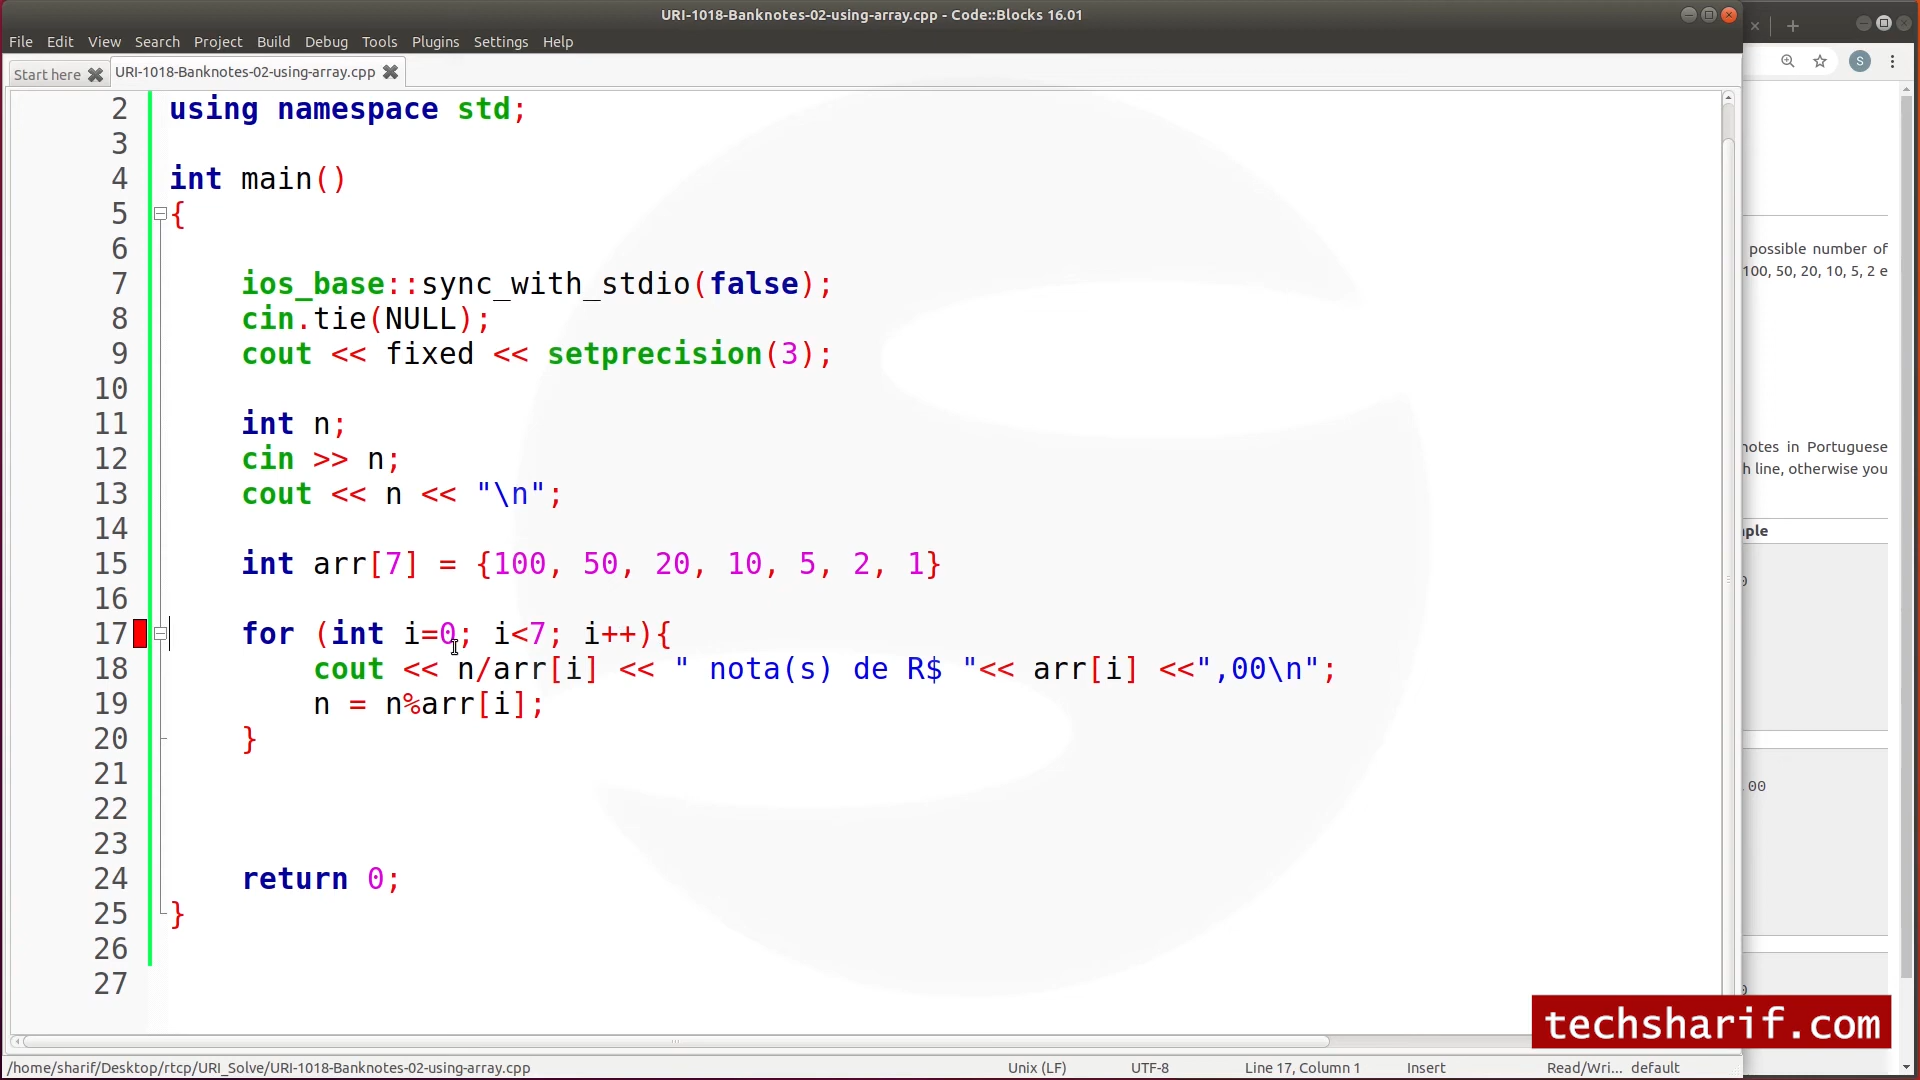 URI-1018-Banknotes-02-using-array.cpp - Code::Blocks 16.01
File Edit View Search Project Build Debug Tools Plugins Settings Help
Start here URI-1018-Banknotes-02-using-array.cpp
S
2 using namespace std;
3
4 int main()
5 {
6
7 ios_base::sync_with_stdio(false);
8 cin.tie(NULL);
9 cout << fixed << setprecision(3);
10
11 int n;
12 cin >> n;
13 cout << n << "\n";
14
15 int arr[7] = {100, 50, 20, 10, 5, 2, 1}
16
17 for (int i=0; i<7; i++){
18 cout << n/arr[i] << " nota(s) de R$ "<< arr[i] <<",00\n";
19 n = n%arr[i];
20 }
21
22
23
24 return 0;
25 }
26
27
possible number of
100, 50, 20, 10, 5, 2 e
notes in Portuguese
h line, otherwise you
mple
0
.00
techsharif.com
/home/sharif/Desktop/rtcp/URI_Solve/URI-1018-Banknotes-02-using-array.cpp Unix (LF) UTF-8 Line 17, Column 1 Insert Read/Wri... default